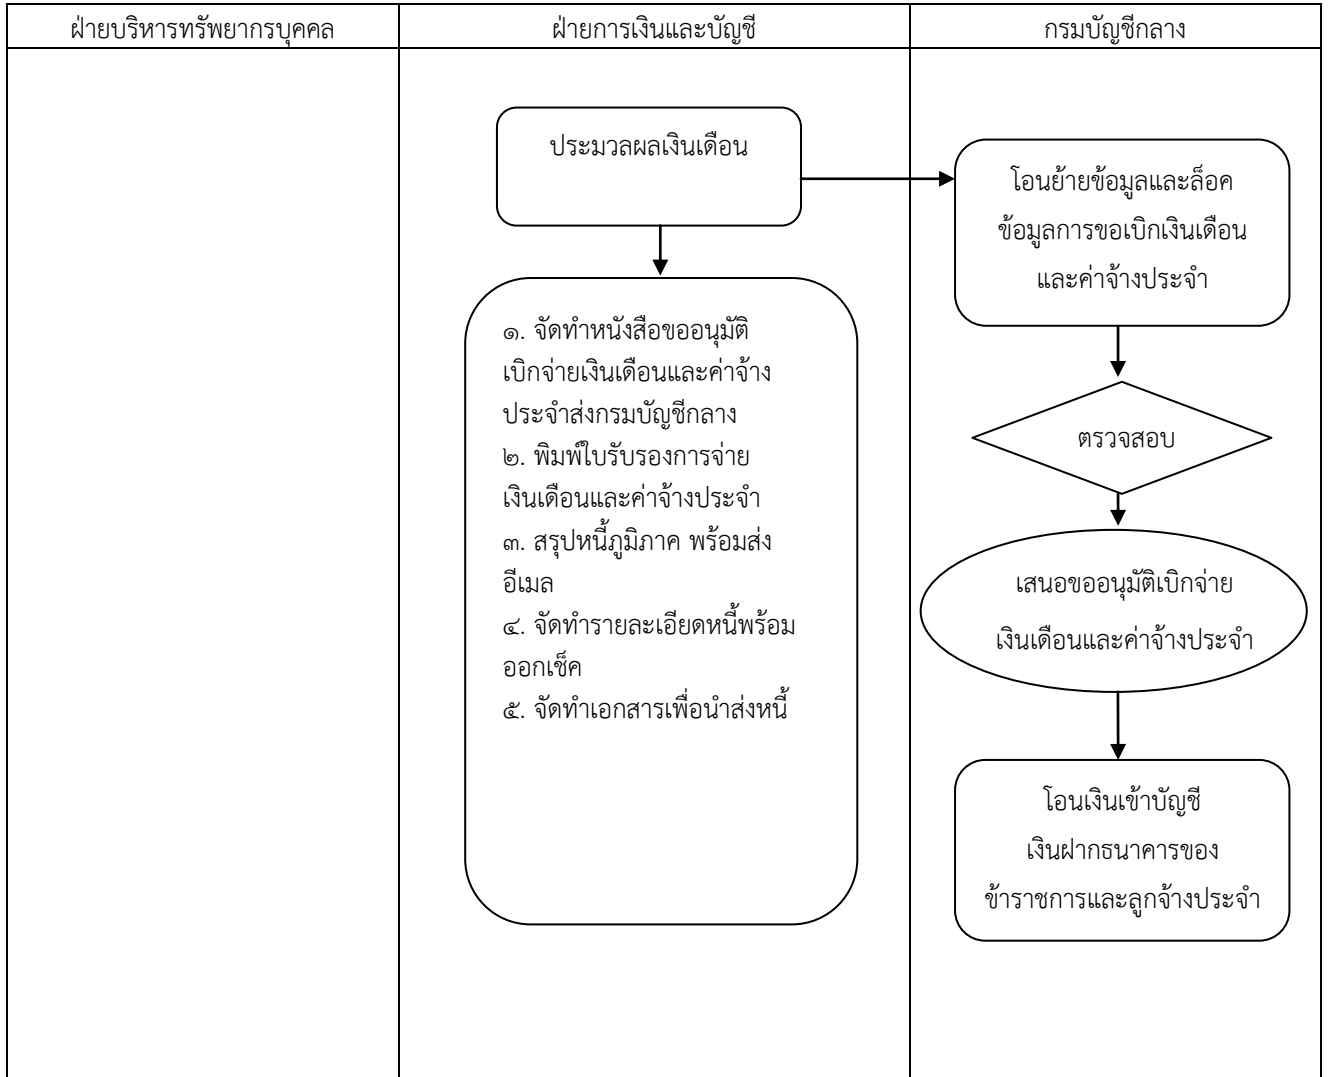 ฝ่ายบริหารทรัพยากรบุคคล
ฝ่ายการเงินและบัญชี
กรมบัญชีกลาง
ประมวลผลเงินเดือน
๑. จัดทำหนังสือขออนุมัติ
เบิกจ่ายเงินเดือนและค่าจ้าง
ประจำส่งกรมบัญชีกลาง
๒. พิมพ์ใบรับรองการจ่าย
เงินเดือนและค่าจ้างประจำ
๓. สรุปหนี้ภูมิภาค พร้อมส่ง
อีเมล
๔. จัดทำรายละเอียดหนี้พร้อม
ออกเช็ค
๕. จัดทำเอกสารเพื่อนำส่งหนี้
โอนย้ายข้อมูลและล็อค
ข้อมูลการขอเบิกเงินเดือน
และค่าจ้างประจำ
ตรวจสอบ
เสนอขออนุมัติเบิกจ่าย
เงินเดือนและค่าจ้างประจำ
โอนเงินเข้าบัญชี
เงินฝากธนาคารของ
ข้าราชการและลูกจ้างประจำ